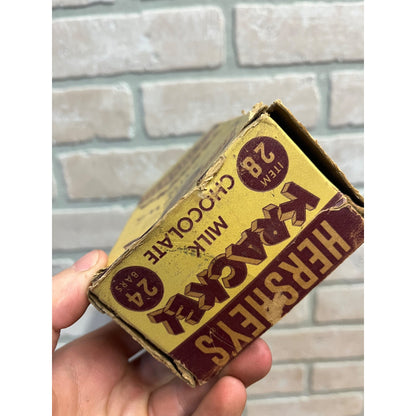 ITEM
28
MILK
CHOCOLATE
KRACKEL
24
BARS
HERSHEY'S